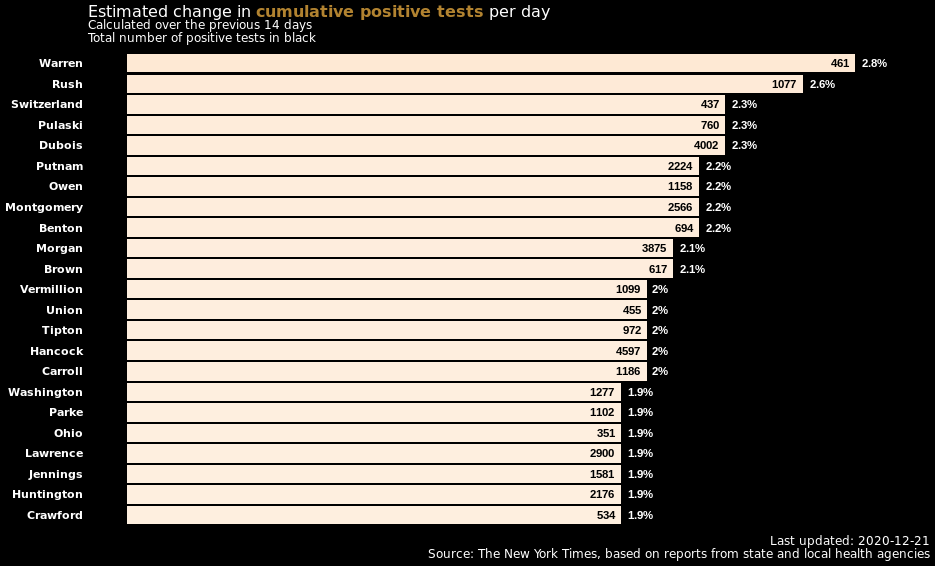 Estimated change in cumulative positive tests per day
Calculated over the previous 14 days
Total number of positive tests in black
Warren 461 2.8%
Rush 1077 2.6%
Switzerland 437 2.3%
Pulaski 760 2.3%
Dubois 4002 2.3%
Putnam 2224 2.2%
Owen 1158 2.2%
Montgomery 2566 2.2%
Benton 694 2.2%
Morgan 3875 2.1%
Brown 617 2.1%
Vermillion 1099 2%
Union 455 2%
Tipton 972 2%
Hancock 4597 2%
Carroll 1186 2%
Washington 1277 1.9%
Parke 1102 1.9%
Ohio 351 1.9%
Lawrence 2900 1.9%
Jennings 1581 1.9%
Huntington 2176 1.9%
Crawford 534 1.9%
Last updated: 2020-12-21
Source: The New York Times, based on reports from state and local health agencies